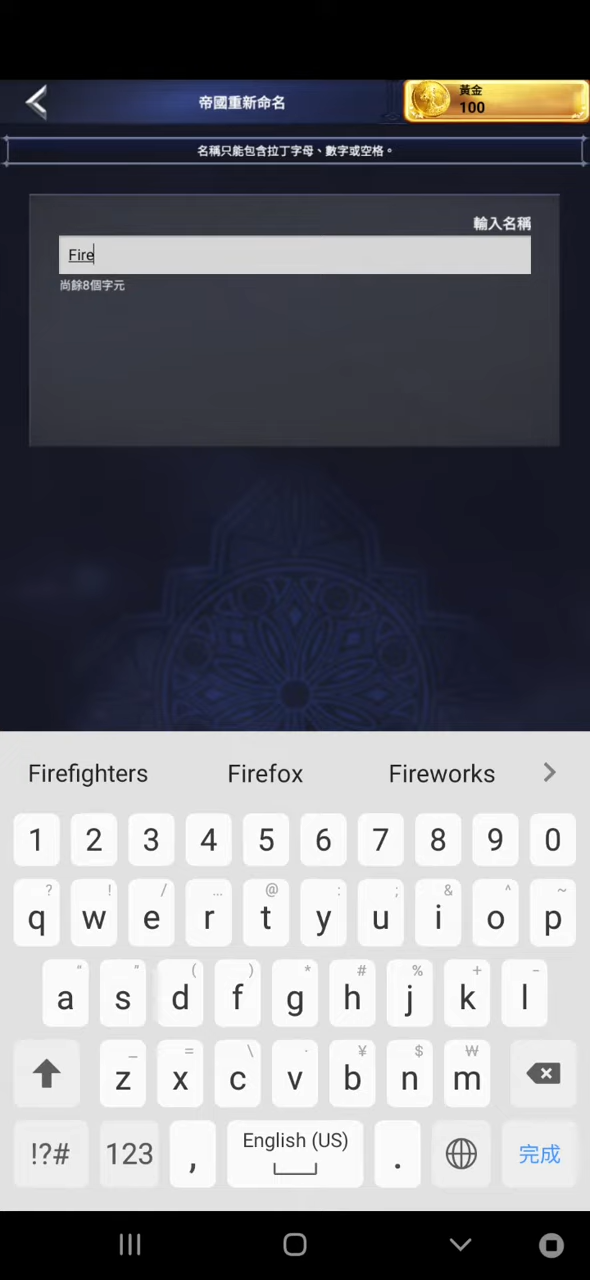 帝國重新命名
黃金
100
名稱只能包含拉丁字母、數字或空格。
輸入名稱
Fire
尚餘8個字元
Firefighters Firefox Fireworks
1 2 3 4 5 6 7 8 9 0
? ! / … @ : ; & ^ ~
q w e r t y u i o p
" " ( ) * # % + -
a s d f g h j k l
_ = \ · ¥ $ ₩
z x c v b n m
!?# 123 , English (US) . 完成